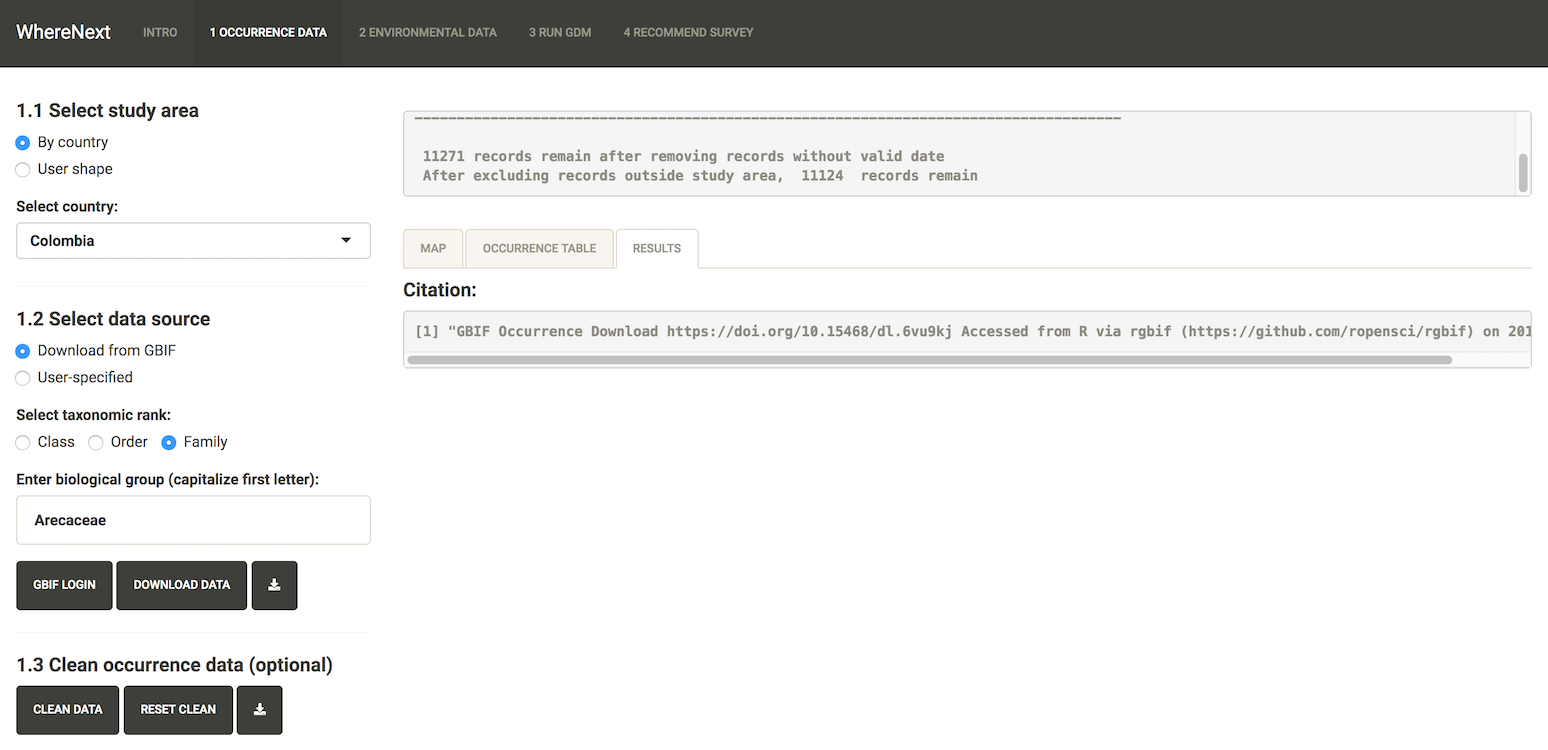 WhereNext INTRO 1 OCCURRENCE DATA 2 ENVIRONMENTAL DATA 3 RUN GDM 4 RECOMMEND SURVEY
1.1 Select study area
By country
User shape
Select country:
Colombia
1.2 Select data source
Download from GBIF
User-specified
Select taxonomic rank:
Class Order Family
Enter biological group (capitalize first letter):
Arecaceae
GBIF LOGIN DOWNLOAD DATA
1.3 Clean occurrence data (optional)
CLEAN DATA RESET CLEAN
11271 records remain after removing records without valid date
After excluding records outside study area,  11124  records remain
MAP OCCURRENCE TABLE RESULTS
Citation:
[1] "GBIF Occurrence Download https://doi.org/10.15468/dl.6vu9kj Accessed from R via rgbif (https://github.com/ropensci/rgbif) on 201